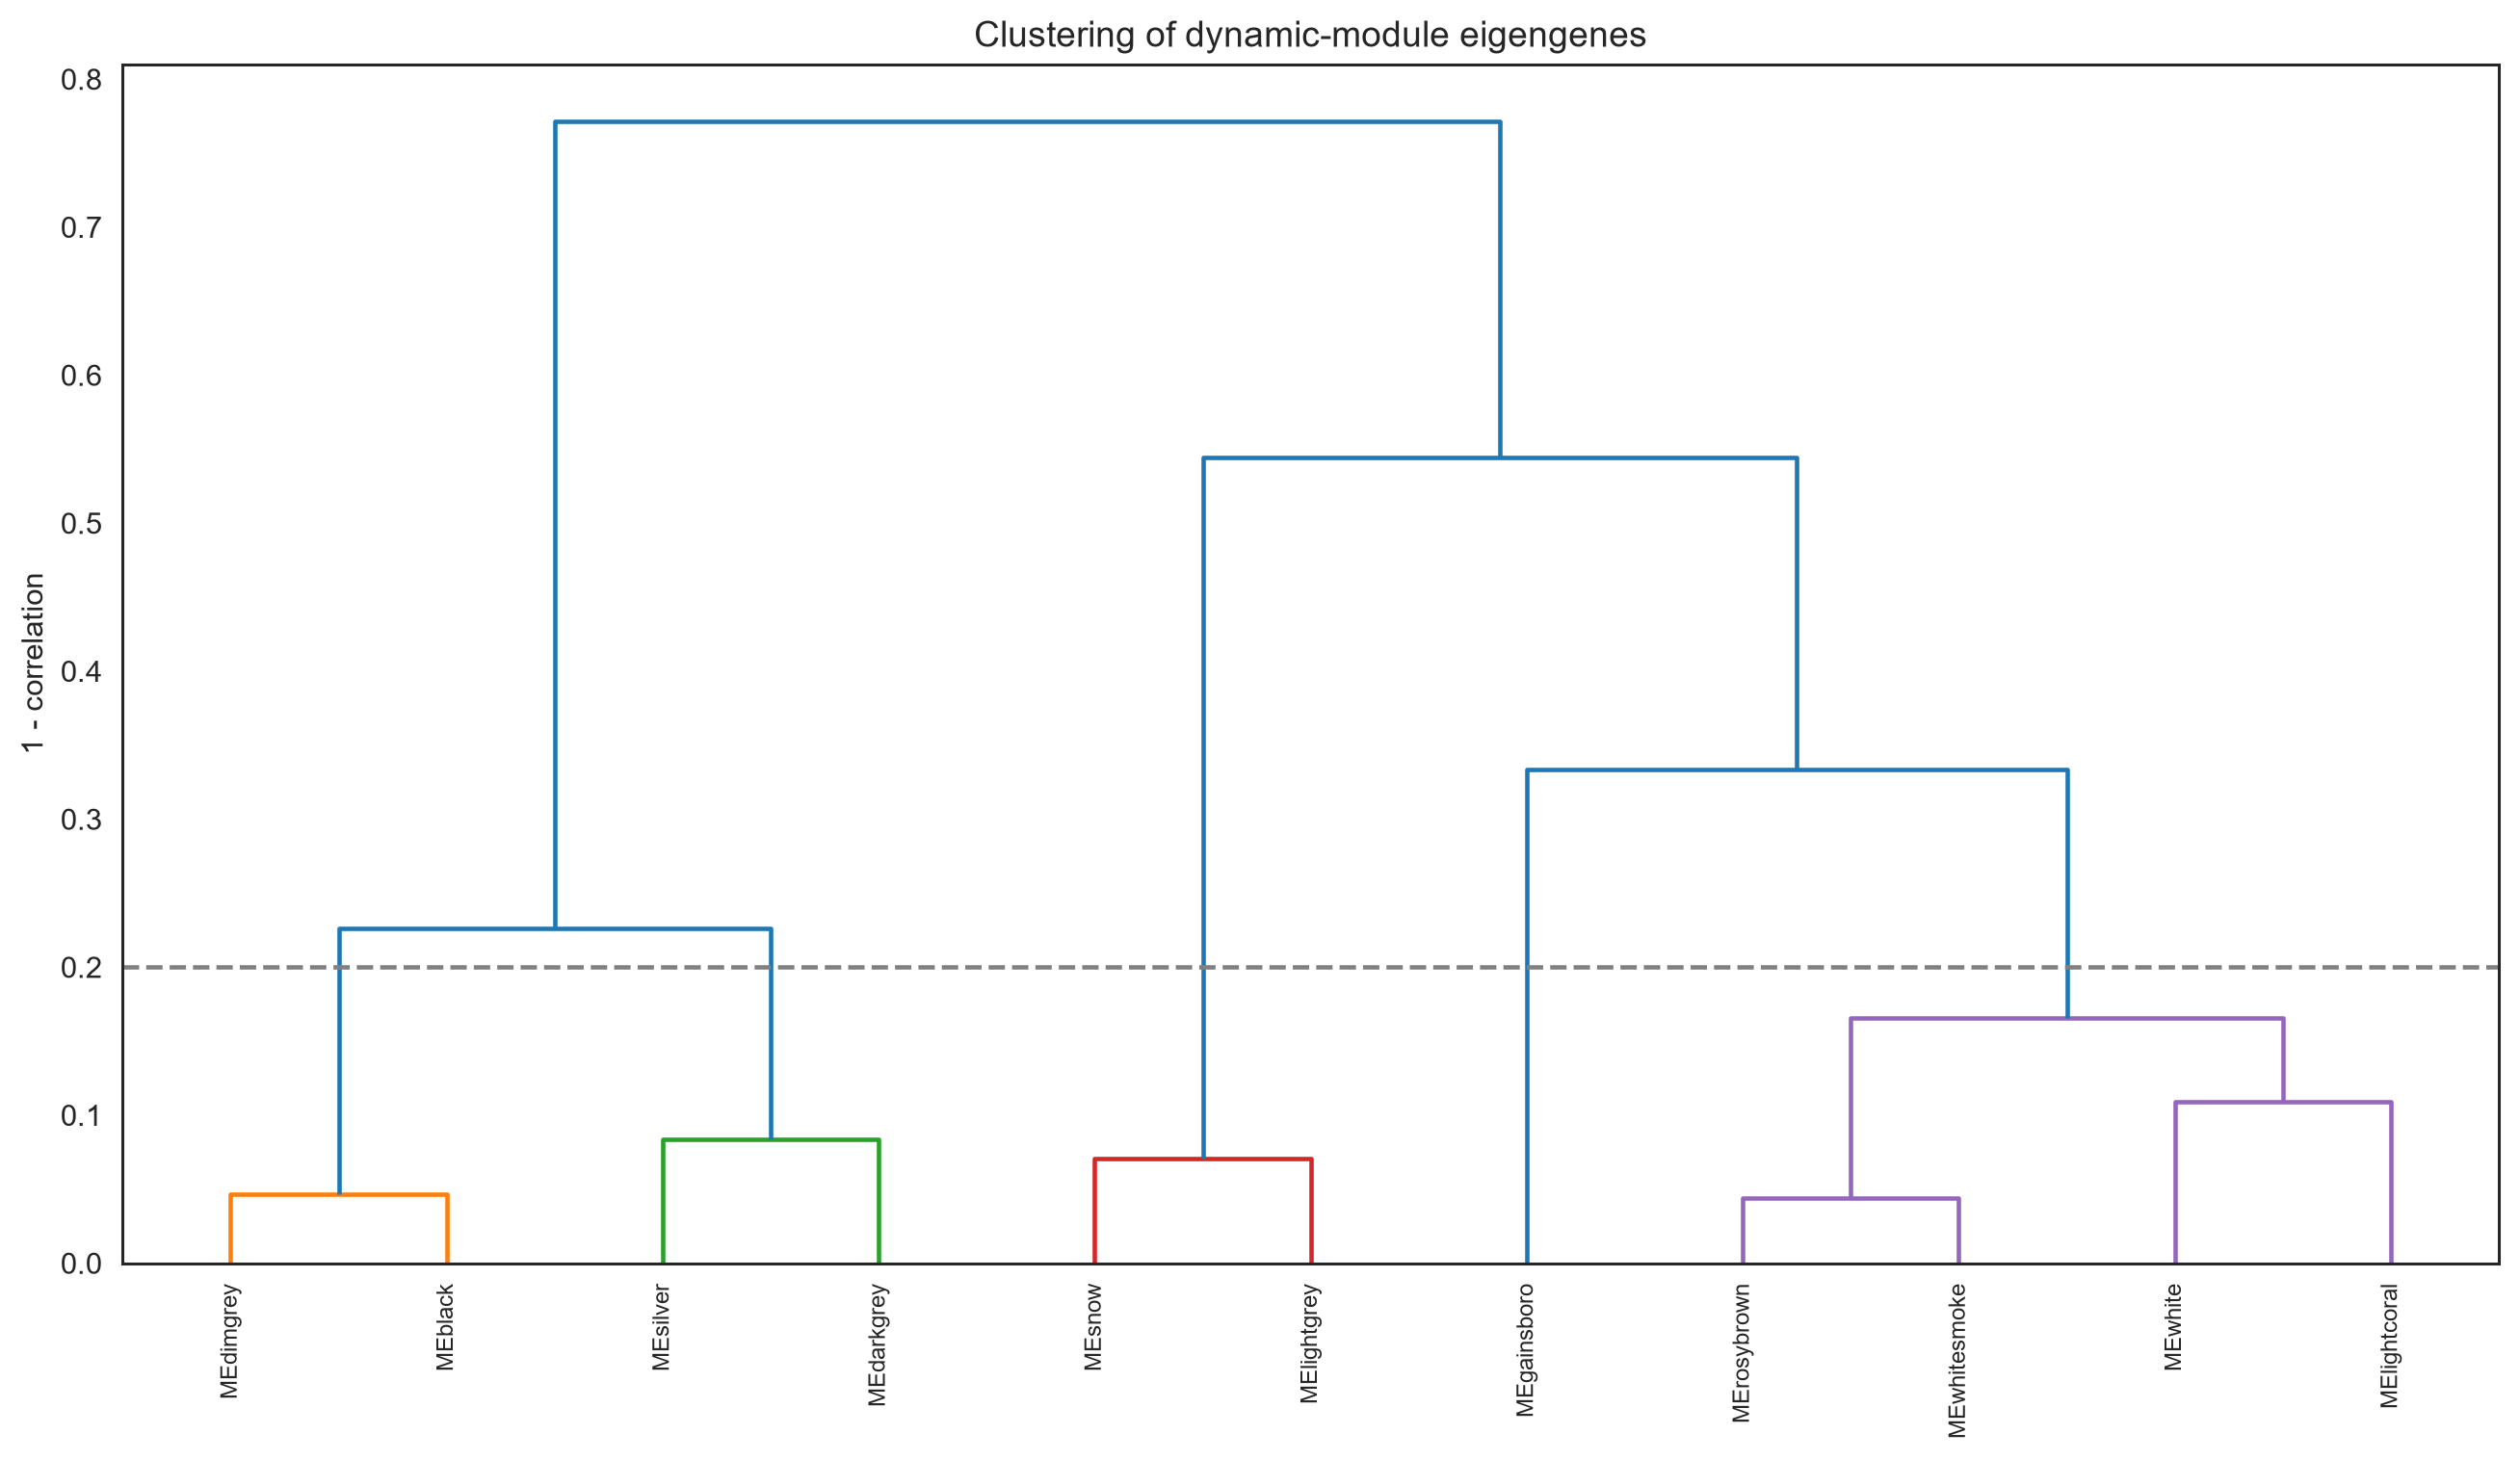 Clustering of dynamic-module eigengenes
0.8
0.7
0.6
0.5
0.4
0.3
0.2
0.1
0.0
1 - correlation
MEdimgrey
MEblack
MEsilver
MEdarkgrey
MEsnow
MElightgrey
MEgainsboro
MErosybrown
MEwhitesmoke
MEwhite
MElightcoral